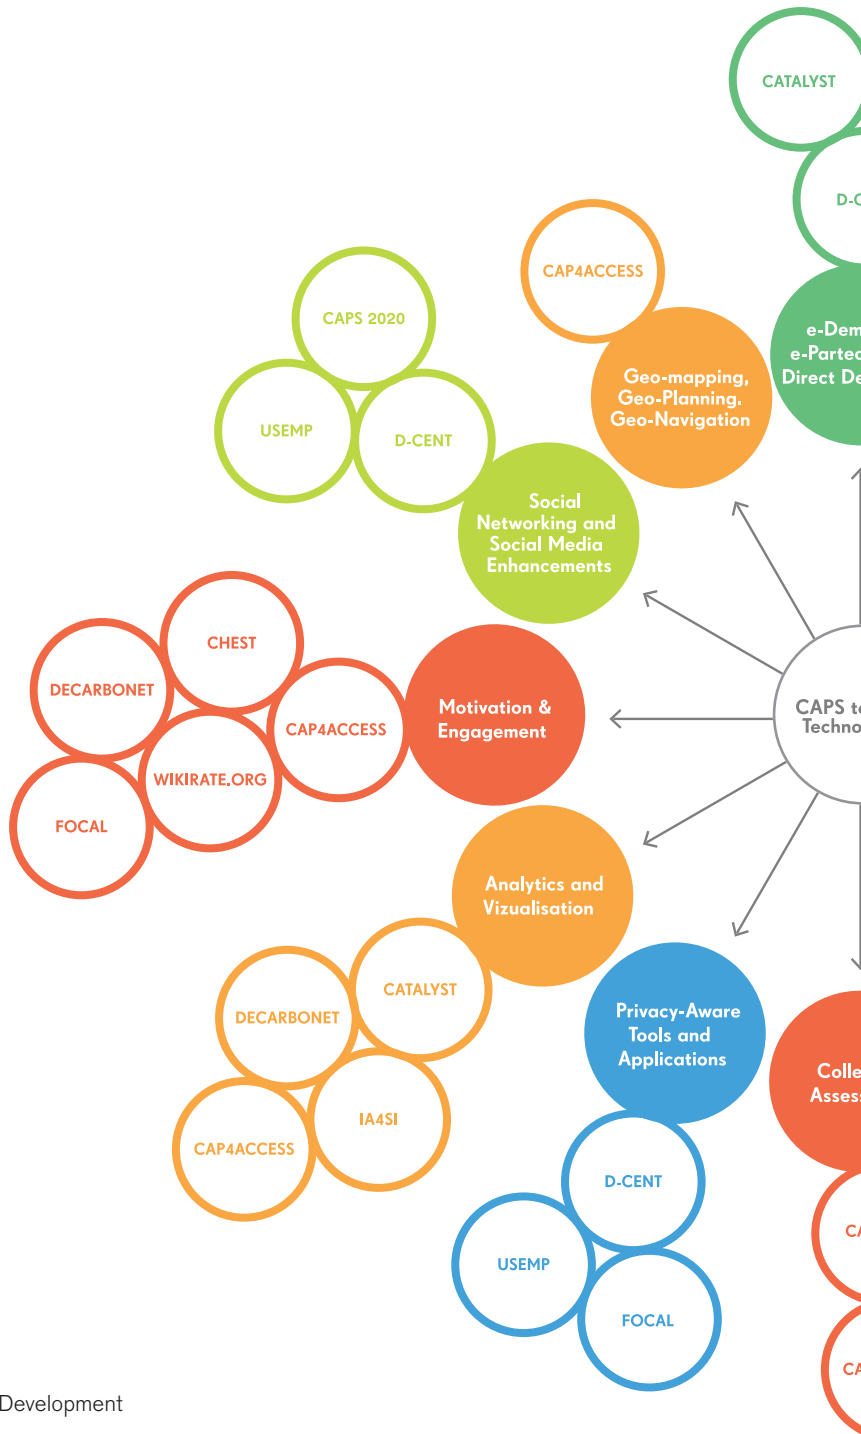 CATALYST
CAP4ACCESS
CAPS 2020
Geo-mapping,
Geo-Planning.
Geo-Navigation
USEMP
D-CENT
Social
Networking and
Social Media
Enhancements
CHEST
DECARBONET
CAP4ACCESS
Motivation &
Engagement
WIKIRATE.ORG
FOCAL
CAPS
Analytics and
Vizualisation
CATALYST
DECARBONET
IA4SI
CAP4ACCESS
Privacy-Aware
Tools and
Applications
D-CENT
USEMP
FOCAL
Direct
Development